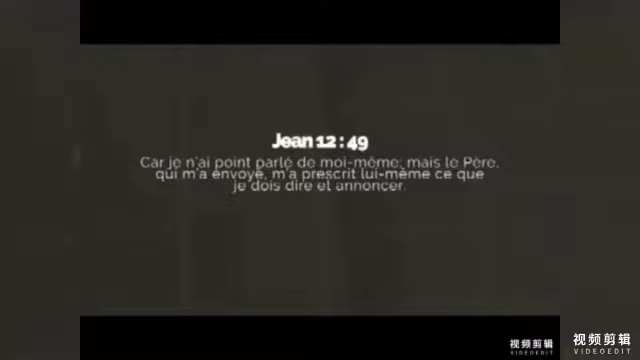 Jean 12 : 49
Car je n'ai point parlé de moi-même; mais le Père,
qui m'a envoyé, m'a prescrit lui-même ce que
je dois dire et annoncer.
视频剪辑
VIDEOEDIT
视频剪辑
VIDEOEDIT